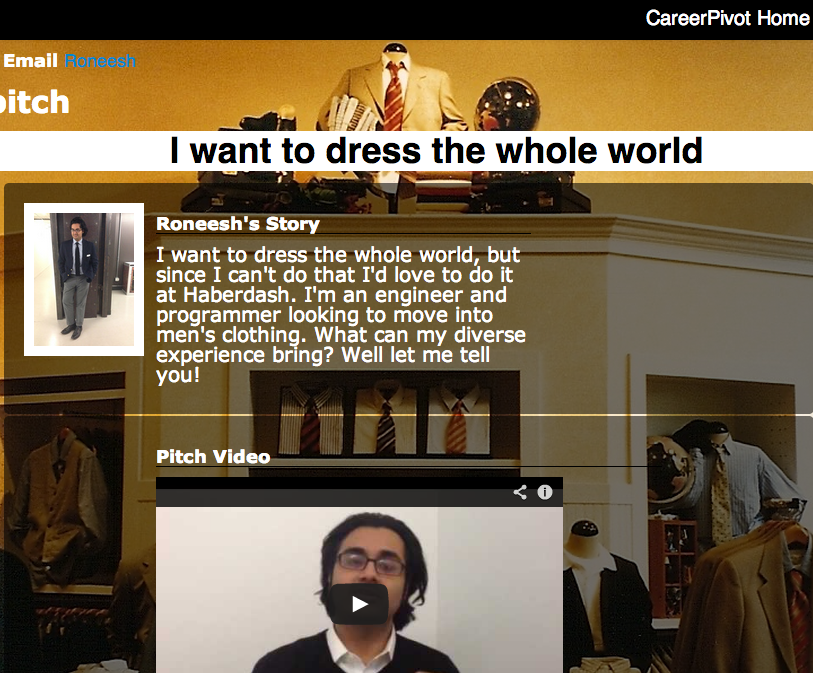 CareerPivot Home
Email Roneesh
pitch
I want to dress the whole world
Roneesh's Story
I want to dress the whole world, but
since I can't do that I'd love to do it
at Haberdash. I'm an engineer and
programmer looking to move into
men's clothing. What can my diverse
experience bring? Well let me tell
you!
Pitch Video